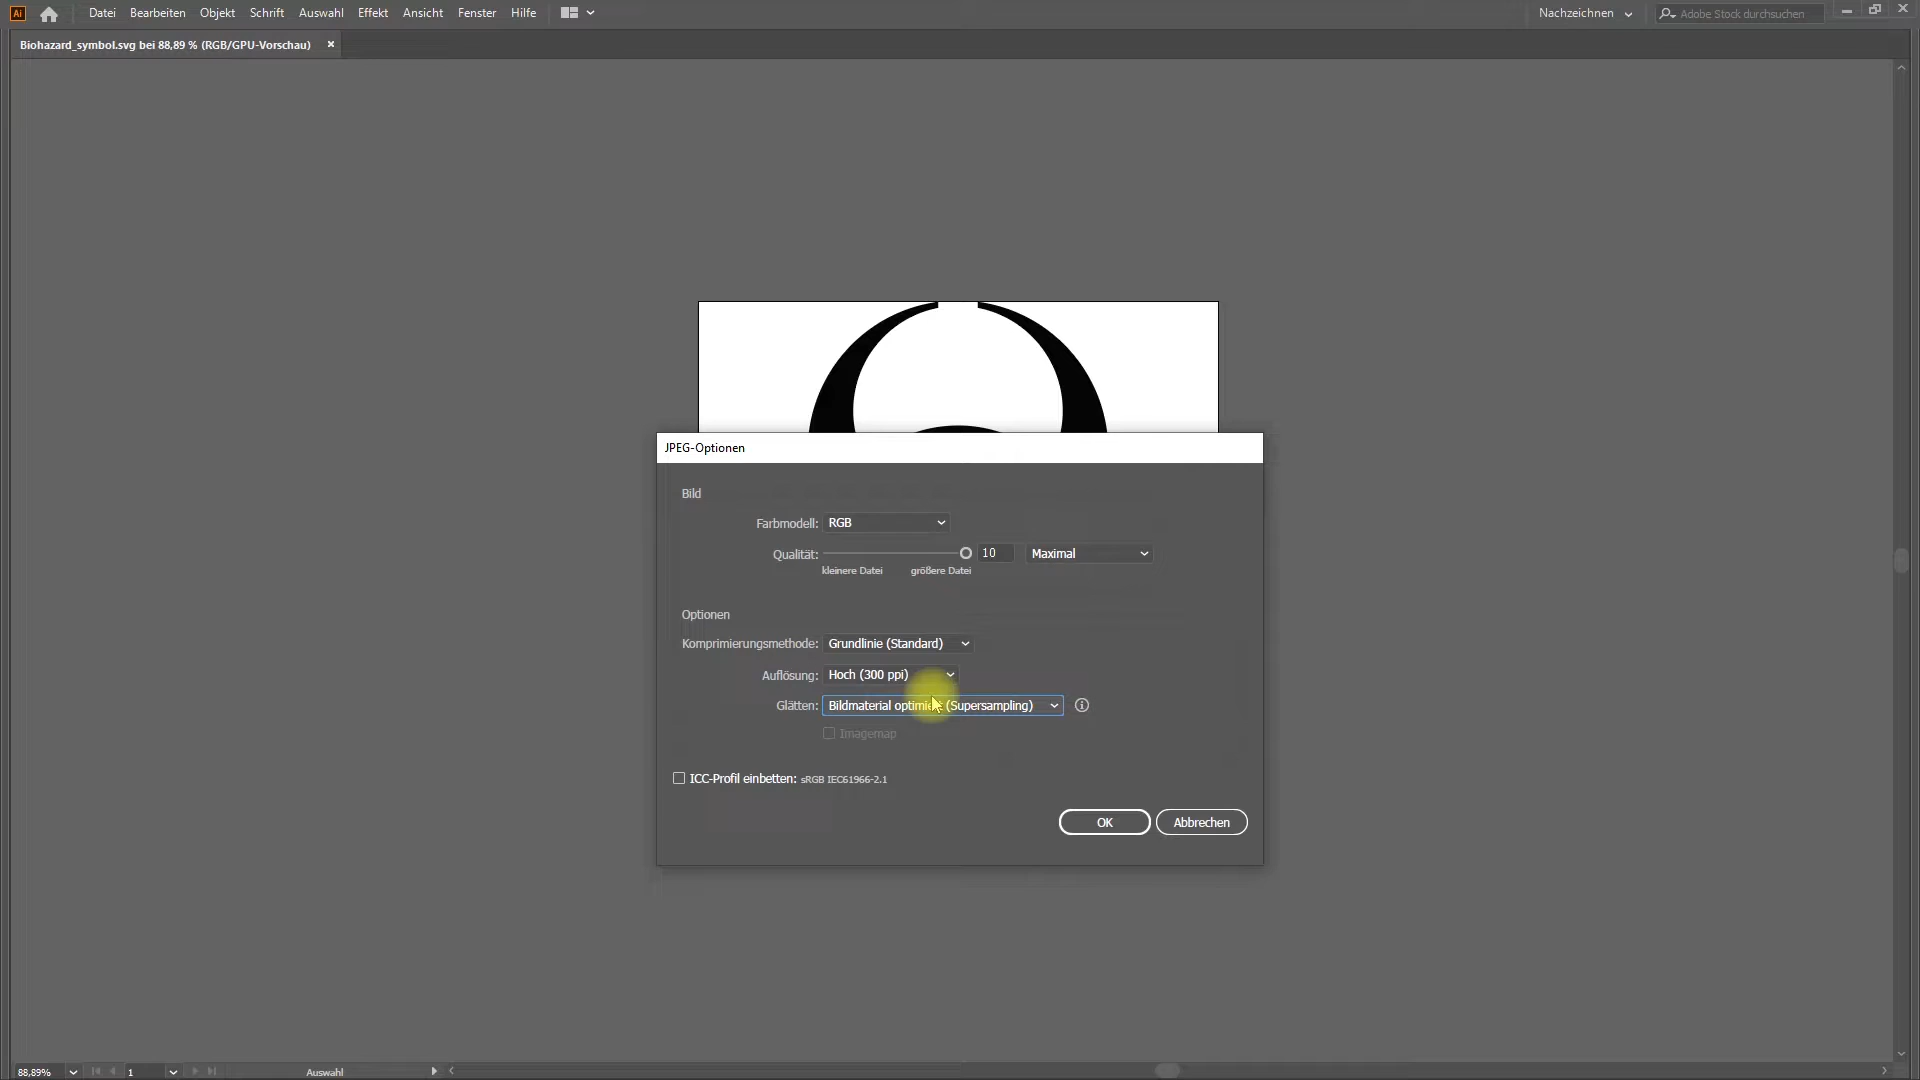 Ai Datei Bearbeiten Objekt Schrift Auswahl Effekt Ansicht Fenster Hilfe Nachzeichnen Adobe Stock durchsuchen
Biohazard_symbol.svg bei 88,89 % (RGB/GPU-Vorschau)
JPEG-Optionen
Bild
Farbmodell: RGB
Qualität: 10 Maximal
kleinere Datei größere Datei
Optionen
Komprimierungsmethode: Grundlinie (Standard)
Auflösung: Hoch (300 ppi)
Glätten: Bildmaterial optimiert (Supersampling)
Imagemap
ICC-Profil einbetten: sRGB IEC61966-2.1
OK Abbrechen
88,89% 1 Auswahl